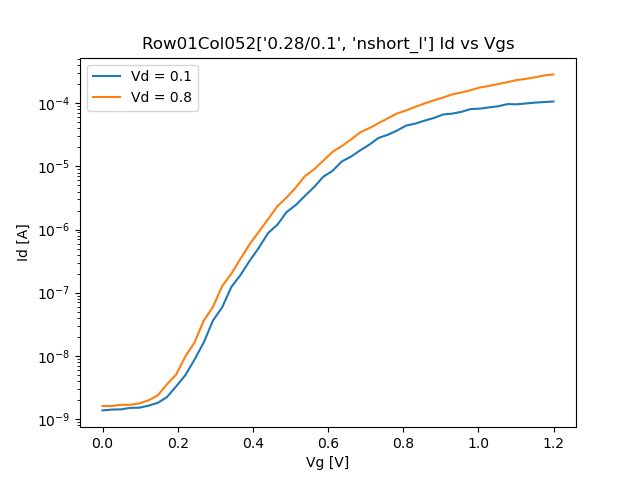 Row01Col052['0.28/0.1', 'nshort_l'] Id vs Vgs
Vd = 0.1
Vd = 0.8
Id [A]
10⁻⁴
10⁻⁵
10⁻⁶
10⁻⁷
10⁻⁸
10⁻⁹
0.0 0.2 0.4 0.6 0.8 1.0 1.2
Vg [V]